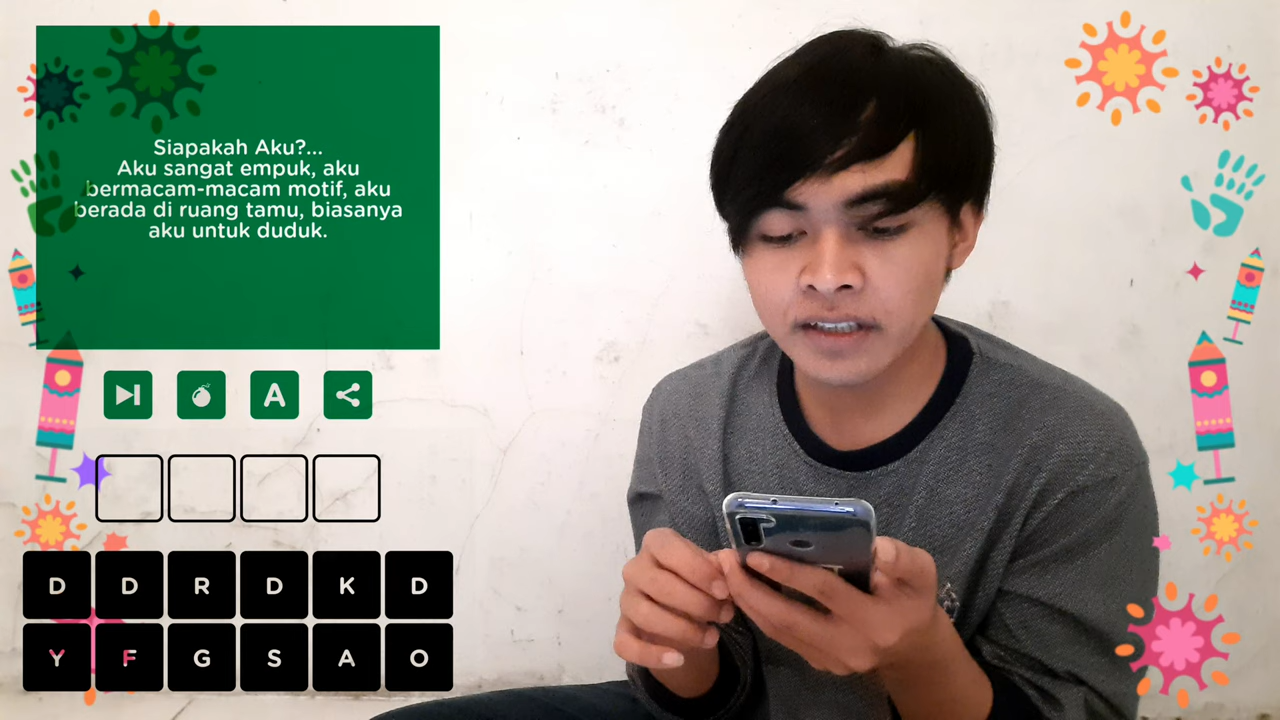 Siapakah Aku?...
Aku sangat empuk, aku
bermacam-macam motif, aku
berada di ruang tamu, biasanya
aku untuk duduk.
A
D D R D K D
Y F G S A O